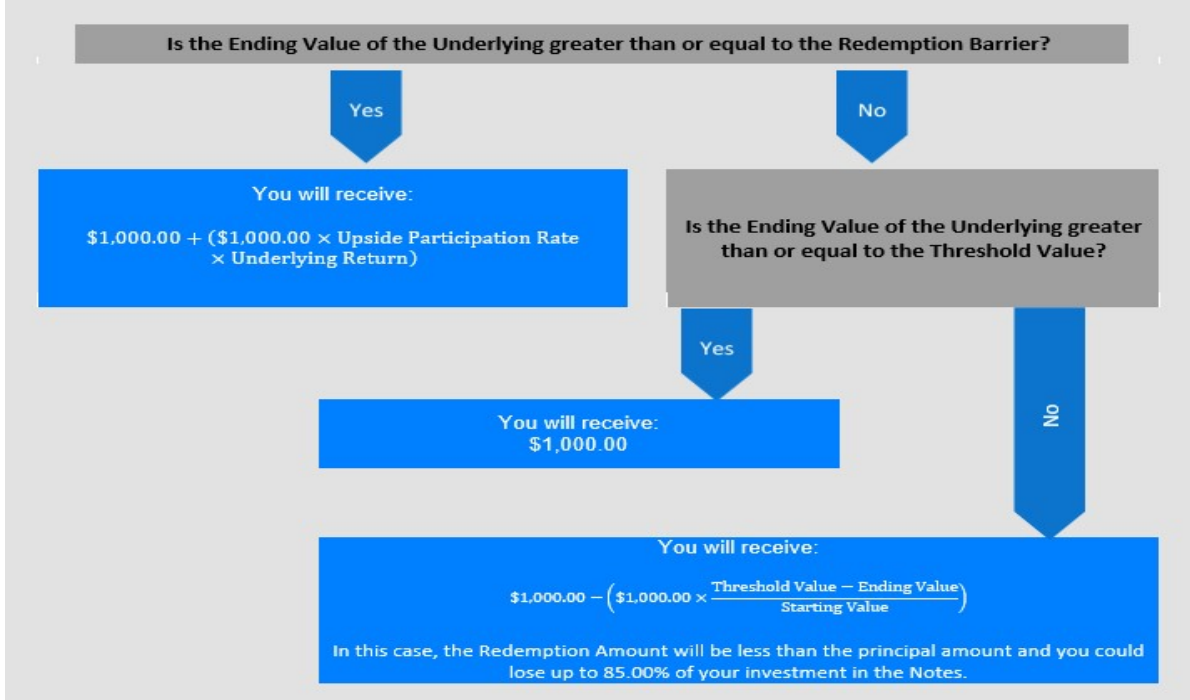 Is the Ending Value of the Underlying greater than or equal to the Redemption Barrier?
Yes
No
You will receive:
$1,000.00 + ($1,000.00 × Upside Participation Rate
× Underlying Return)
Is the Ending Value of the Underlying greater
than or equal to the Threshold Value?
Yes
No
You will receive:
$1,000.00
You will receive:
$1,000.00 − ($1,000.00 × (Threshold Value − Ending Value) / Starting Value)
In this case, the Redemption Amount will be less than the principal amount and you could
lose up to 85.00% of your investment in the Notes.